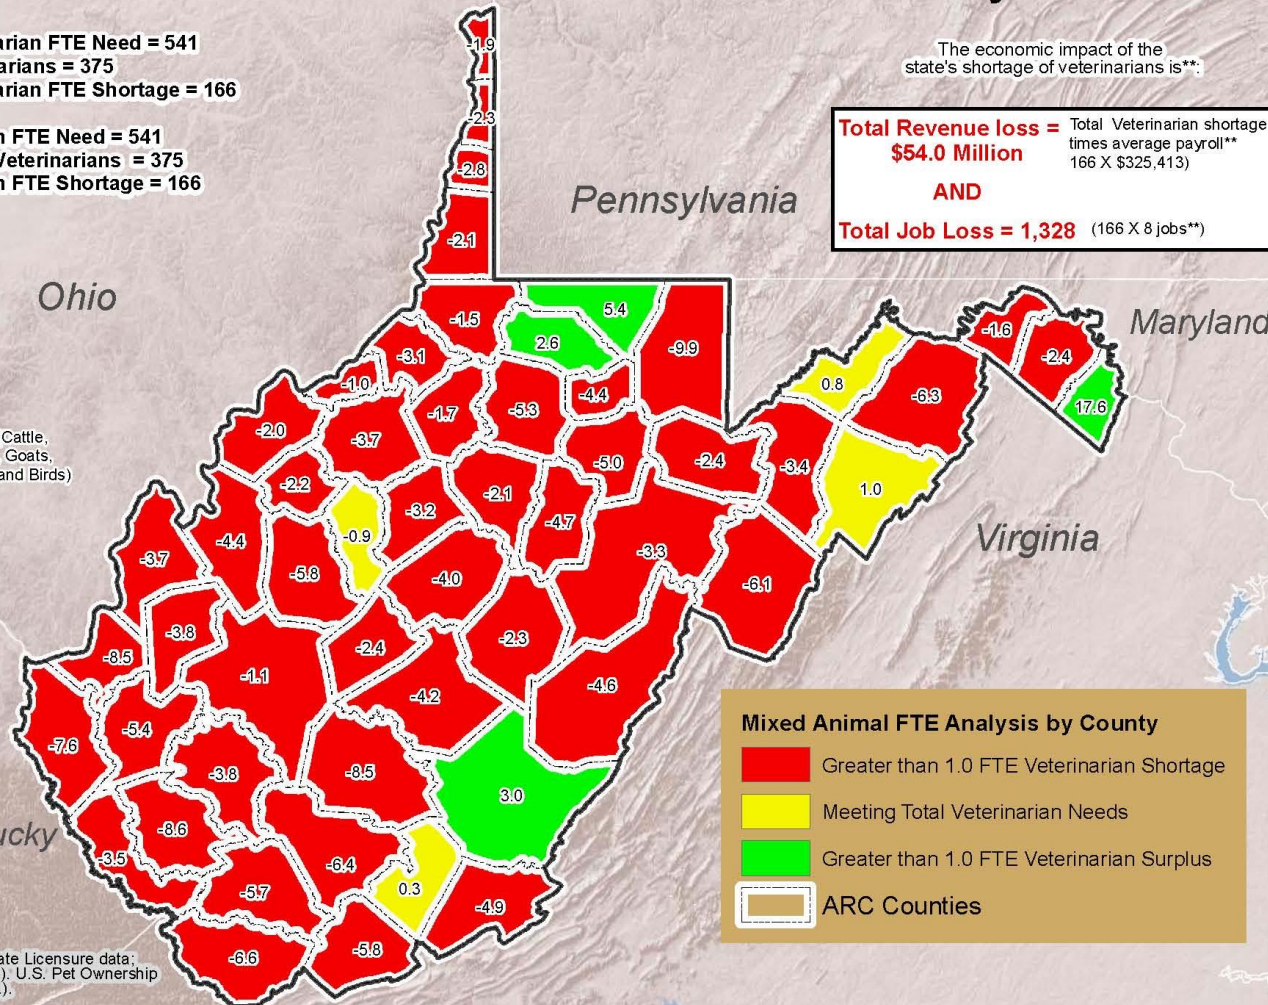 arian FTE Need = 541
arians = 375
arian FTE Shortage = 166
n FTE Need = 541
Veterinarians = 375
n FTE Shortage = 166
The economic impact of the
state's shortage of veterinarians is**:
Total Revenue loss =
$54.0 Million
Total Veterinarian shortage
times average payroll**
166 X $325,413)
AND
Total Job Loss = 1,328 (166 X 8 jobs**)
Pennsylvania
Ohio
Maryland
Virginia
ucky
Cattle,
Goats,
and Birds)
-1.9
-2.3
-2.8
-2.1
-1.5
5.4
2.6
-9.9
-3.1
-1.0
-4.4
-1.7
-5.3
-2.0
-3.7
-5.0
-2.4
-3.4
0.8
-6.3
-1.6
-2.4
17.6
1.0
-2.2
-0.9
-3.2
-2.1
-4.7
-3.3
-6.1
-3.7
-4.4
-5.8
-4.0
-2.3
-3.8
-8.5
-1.1
-2.4
-4.2
-4.6
-7.6
-5.4
-3.8
-8.5
3.0
-8.6
-3.5
-6.4
0.3
-4.9
-5.7
-6.6
-5.8
Mixed Animal FTE Analysis by County
Greater than 1.0 FTE Veterinarian Shortage
Meeting Total Veterinarian Needs
Greater than 1.0 FTE Veterinarian Surplus
ARC Counties
ate Licensure data;
). U.S. Pet Ownership
.).